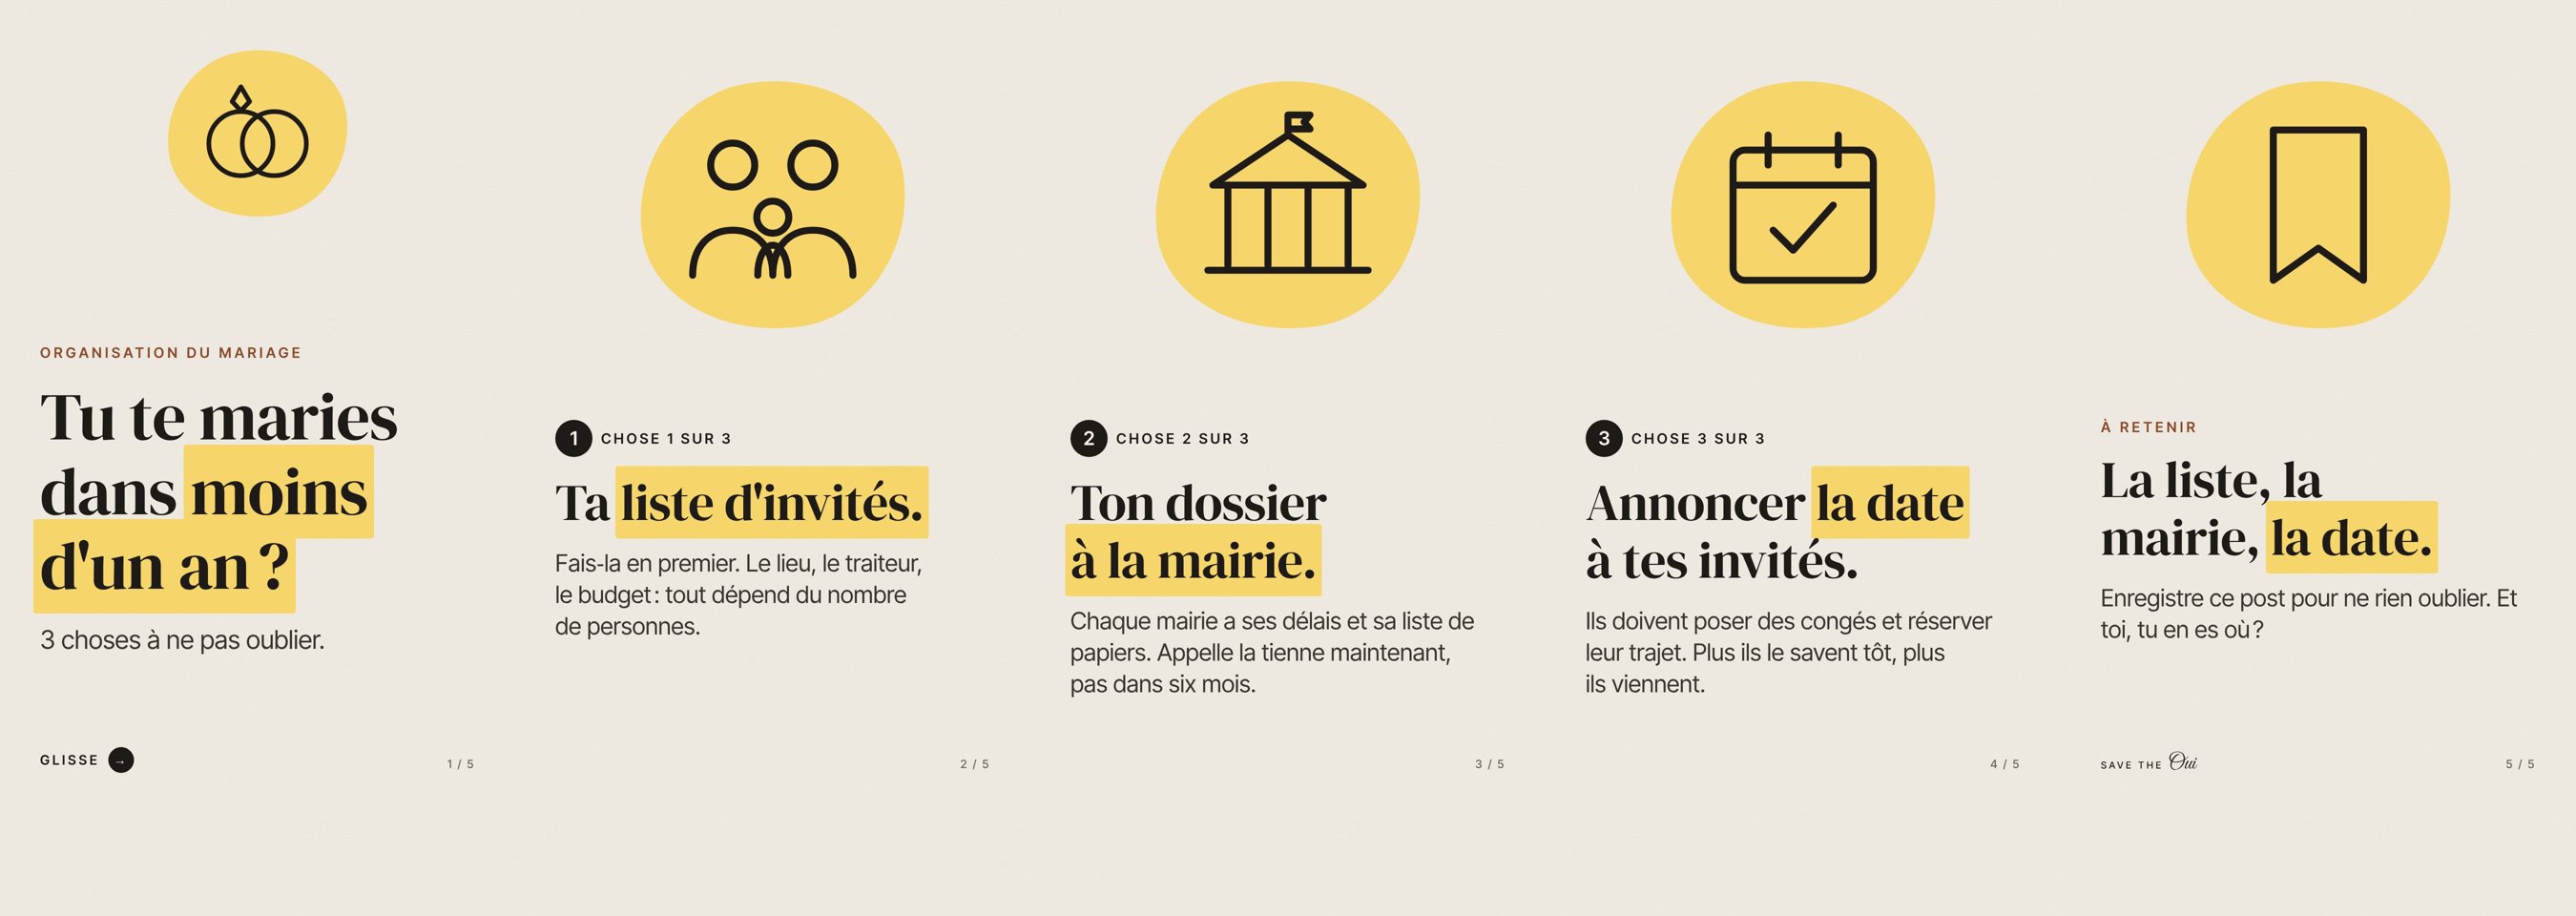 ORGANISATION DU MARIAGE
Tu te maries
dans moins
d'un an ?
3 choses à ne pas oublier.
GLISSE →
1 / 5
1 CHOSE 1 SUR 3
Ta liste d'invités.
Fais-la en premier. Le lieu, le traiteur,
le budget : tout dépend du nombre
de personnes.
2 / 5
2 CHOSE 2 SUR 3
Ton dossier
à la mairie.
Chaque mairie a ses délais et sa liste de
papiers. Appelle la tienne maintenant,
pas dans six mois.
3 / 5
3 CHOSE 3 SUR 3
Annoncer la date
à tes invités.
Ils doivent poser des congés et réserver
leur trajet. Plus ils le savent tôt, plus
ils viennent.
4 / 5
À RETENIR
La liste, la
mairie, la date.
Enregistre ce post pour ne rien oublier. Et
toi, tu en es où ?
SAVE THE Oui
5 / 5